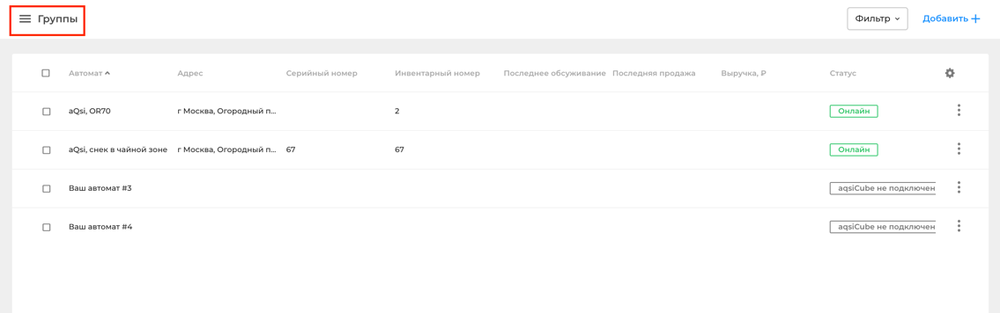 Группы
Фильтр
Добавить
Автомат Адрес Серийный номер Инвентарный номер Последнее обсуживание Последняя продажа Выручка, ₽ Статус
aQsi, OR70 г Москва, Огородный п... 2 Онлайн
aQsi, снек в чайной зоне г Москва, Огородный п... 67 67 Онлайн
Ваш автомат #3 aqsiCube не подключен
Ваш автомат #4 aqsiCube не подключен